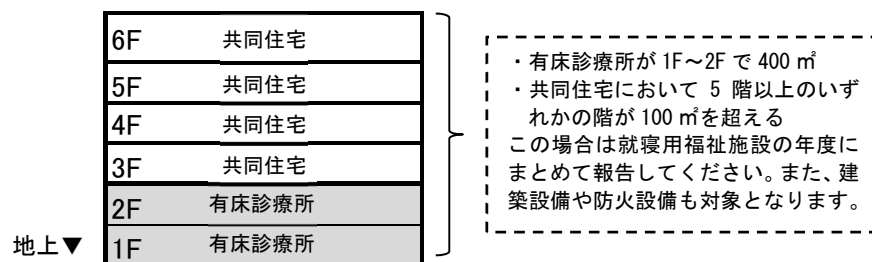 6F 共同住宅
5F 共同住宅
4F 共同住宅
3F 共同住宅
2F 有床診療所
地上▼ 1F 有床診療所
・有床診療所が 1F～2F で 400 ㎡
・共同住宅において 5 階以上のいず
れかの階が 100 ㎡を超える
この場合は就寝用福祉施設の年度に
まとめて報告してください。また、建
築設備や防火設備も対象となります。